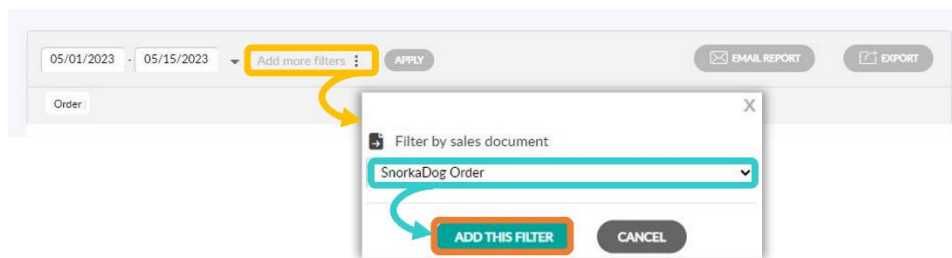 05/01/2023 - 05/15/2023 Add more filters APPLY EMAIL REPORT EXPORT
Order
X
Filter by sales document
SnorkaDog Order
ADD THIS FILTER CANCEL